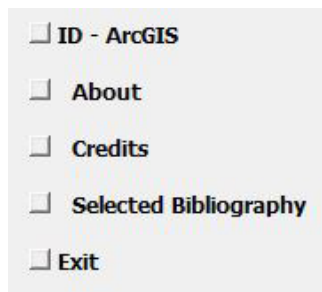 ID - ArcGIS
About
Credits
Selected Bibliography
Exit